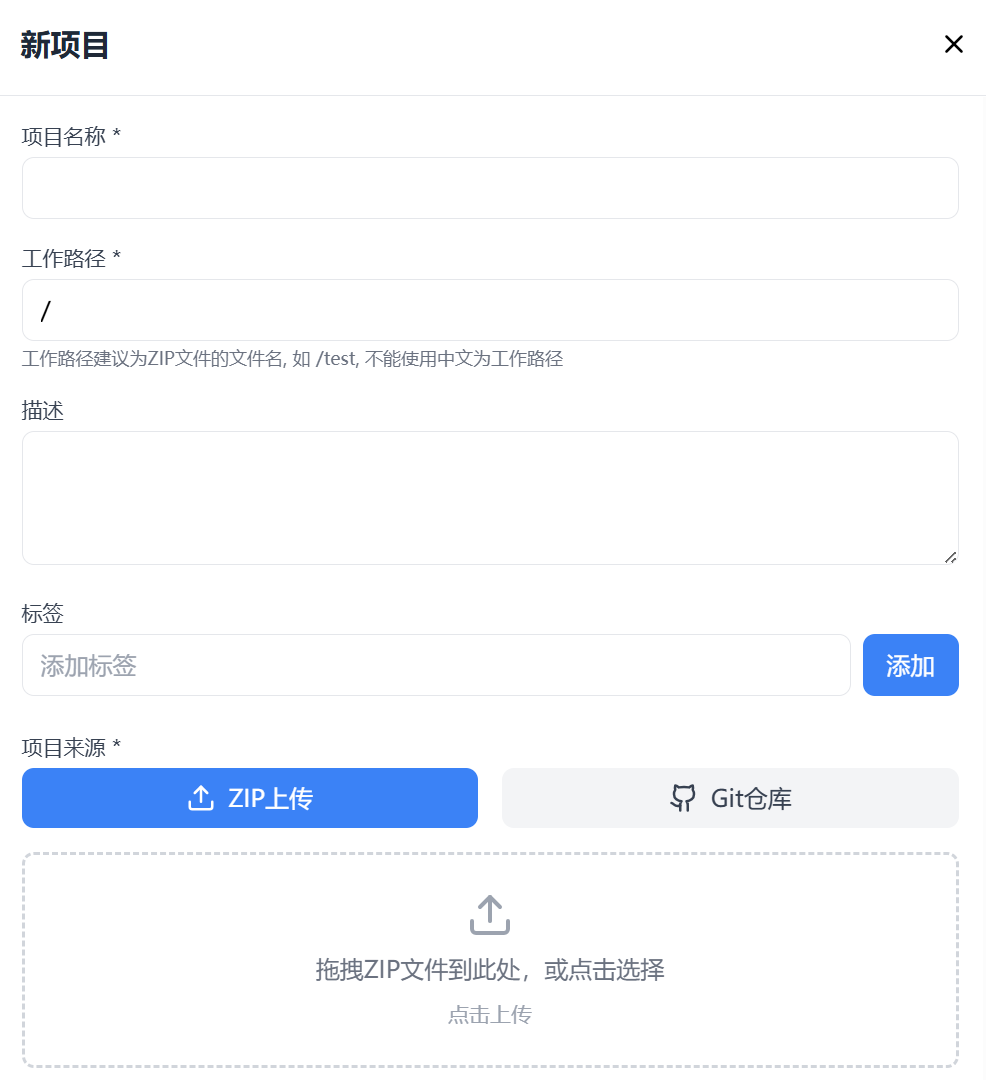 新项目
项目名称 *
工作路径 *
/
工作路径建议为ZIP文件的文件名, 如 /test, 不能使用中文为工作路径
描述
标签
添加标签
添加
项目来源 *
ZIP上传
Git仓库
拖拽ZIP文件到此处，或点击选择
点击上传